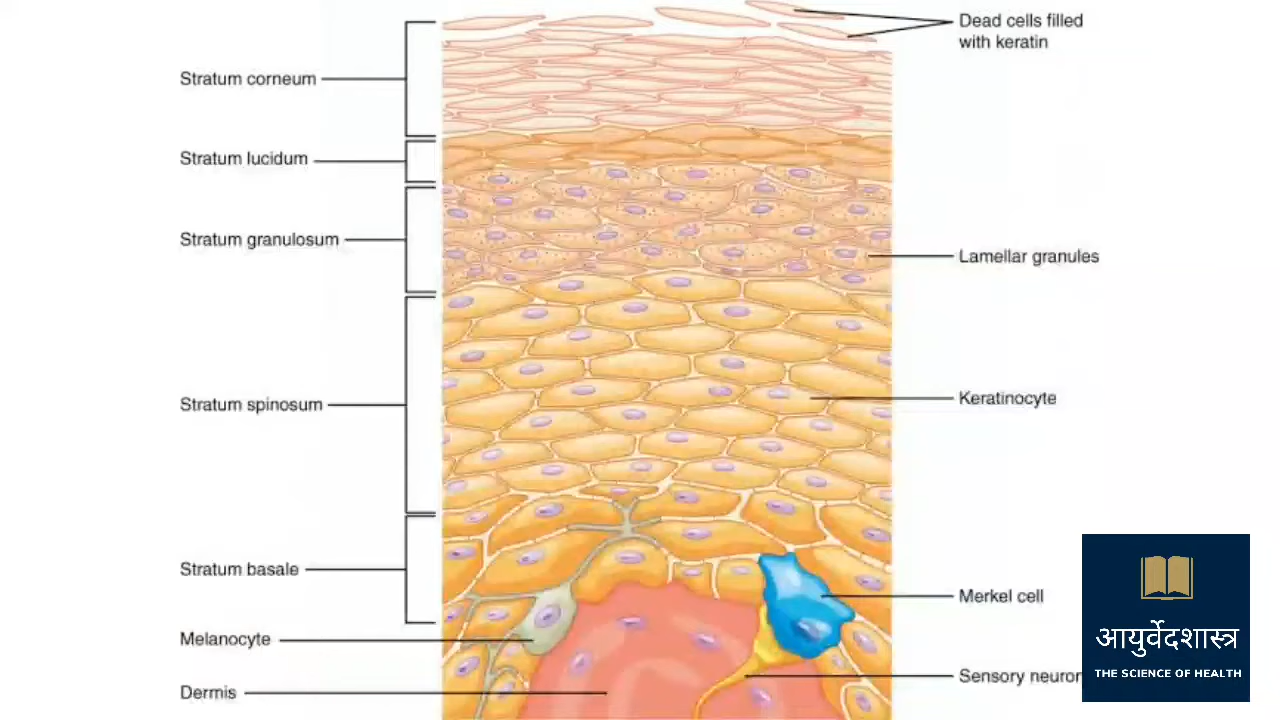 Dead cells filled
with keratin
Stratum corneum
Stratum lucidum
Stratum granulosum
Lamellar granules
Stratum spinosum
Keratinocyte
Stratum basale
Merkel cell
Melanocyte
Sensory neuron
Dermis
आयुर्वेदशास्त्र
THE SCIENCE OF HEALTH